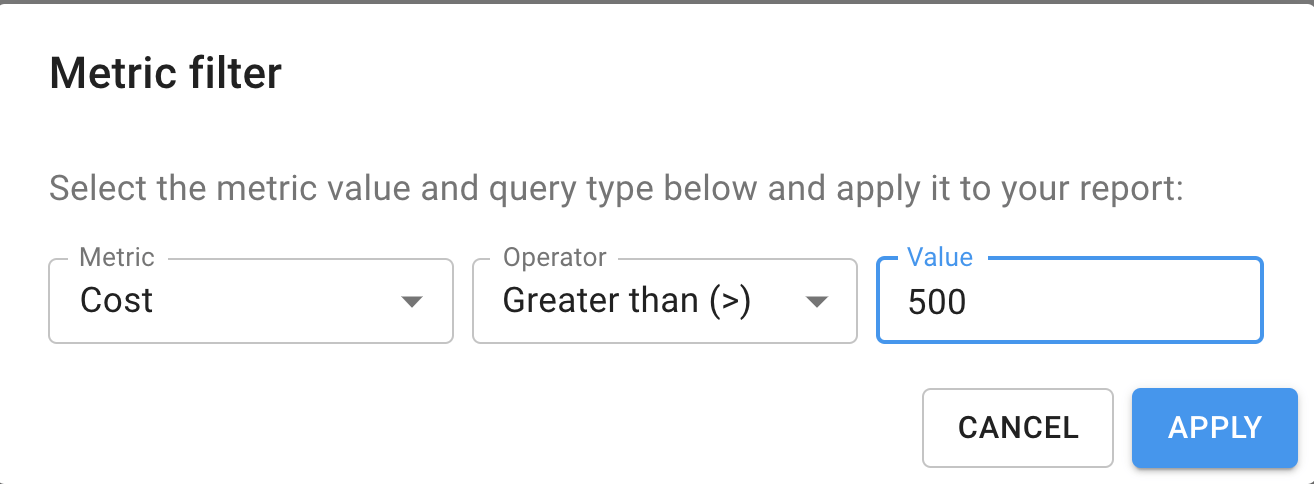 Metric filter
Select the metric value and query type below and apply it to your report:
Metric Operator Value
Cost Greater than (>) 500
CANCEL APPLY